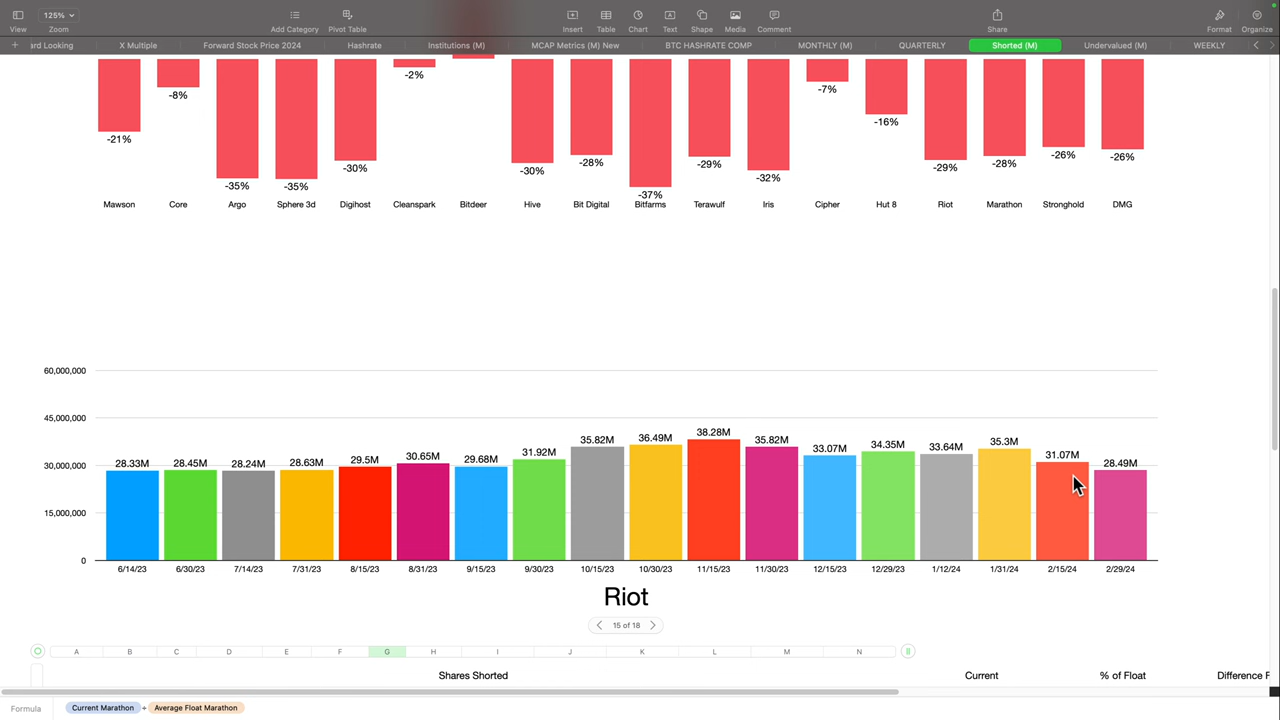 125%
View Zoom Add Category Pivot Table Insert Table Chart Text Shape Media Comment Share Format Organize
+ ard Looking X Multiple Forward Stock Price 2024 Hashrate Institutions (M) MCAP Metrics (M) New BTC HASHRATE COMP MONTHLY (M) QUARTERLY Shorted (M) Undervalued (M) WEEKLY
-21% -8% -35% -35% -30% -2% -30% -28% -37% -29% -32% -7% -16% -29% -28% -26% -26%
Mawson Core Argo Sphere 3d Digihost Cleanspark Bitdeer Hive Bit Digital Bitfarms Terawulf Iris Cipher Hut 8 Riot Marathon Stronghold DMG
60,000,000
45,000,000
30,000,000
15,000,000
0
28.33M 28.45M 28.24M 28.63M 29.5M 30.65M 29.68M 31.92M 35.82M 36.49M 38.28M 35.82M 33.07M 34.35M 33.64M 35.3M 31.07M 28.49M
6/14/23 6/30/23 7/14/23 7/31/23 8/15/23 8/31/23 9/15/23 9/30/23 10/15/23 10/30/23 11/15/23 11/30/23 12/15/23 12/29/23 1/12/24 1/31/24 2/15/24 2/29/24
Riot
15 of 18
A B C D E F G H I J K L M N
Shares Shorted Current % of Float Difference F
Formula Current Marathon + Average Float Marathon